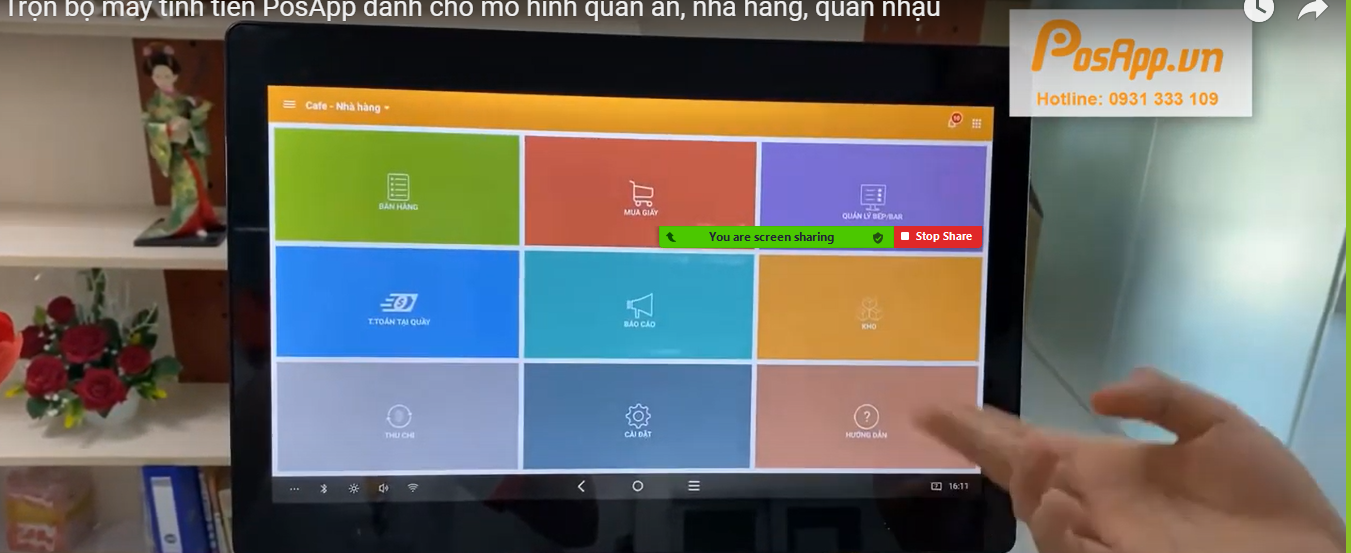 Trọn bộ máy tính tiền PosApp dành cho mô hình quán ăn, nhà hàng, quán nhậu
PosApp.vn
Hotline: 0931 333 109
Cafe - Nhà hàng
10
BÁN HÀNG
MUA GIẤY
QUẢN LÝ BẾP/BAR
You are screen sharing
Stop Share
T.TOÁN TẠI QUẦY
BÁO CÁO
KHO
THU CHI
CÀI ĐẶT
HƯỚNG DẪN
16:11